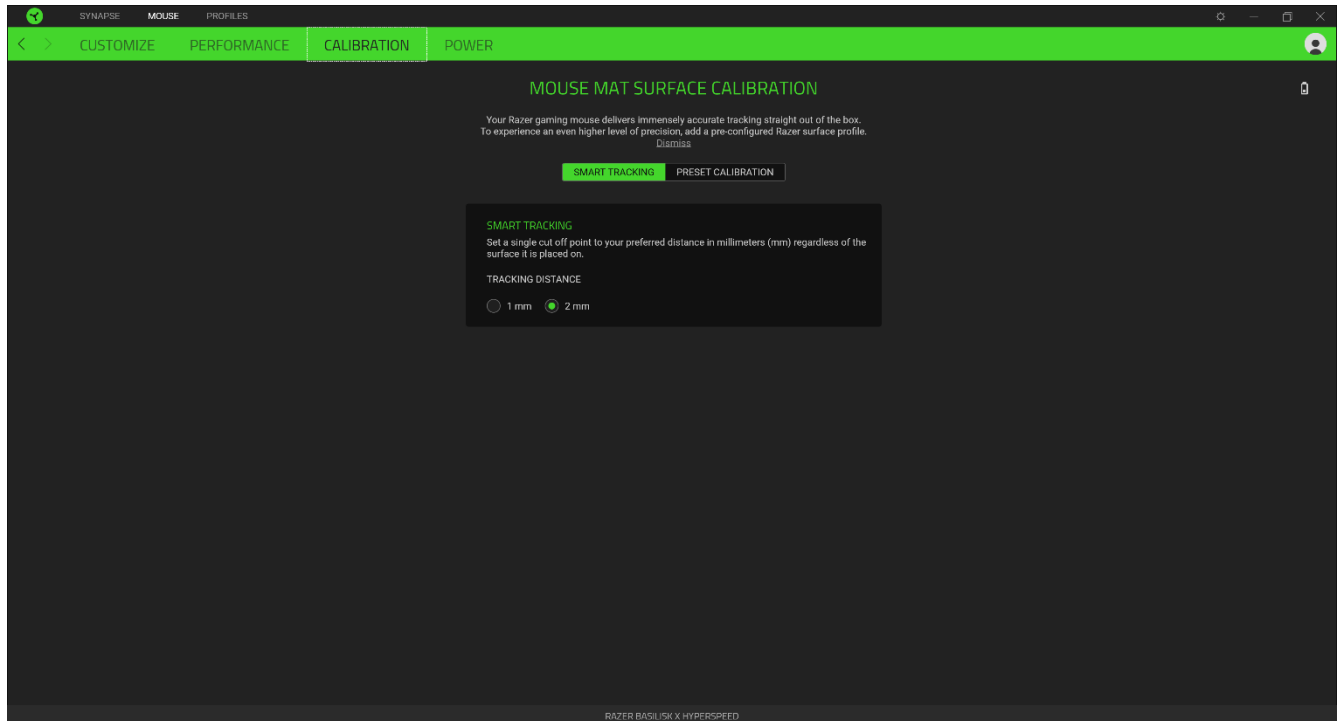 SYNAPSE MOUSE PROFILES
CUSTOMIZE PERFORMANCE CALIBRATION POWER
MOUSE MAT SURFACE CALIBRATION
Your Razer gaming mouse delivers immensely accurate tracking straight out of the box.
To experience an even higher level of precision, add a pre-configured Razer surface profile.
Dismiss
SMART TRACKING PRESET CALIBRATION
SMART TRACKING
Set a single cut off point to your preferred distance in millimeters (mm) regardless of the
surface it is placed on.
TRACKING DISTANCE
1 mm 2 mm
RAZER BASILISK X HYPERSPEED